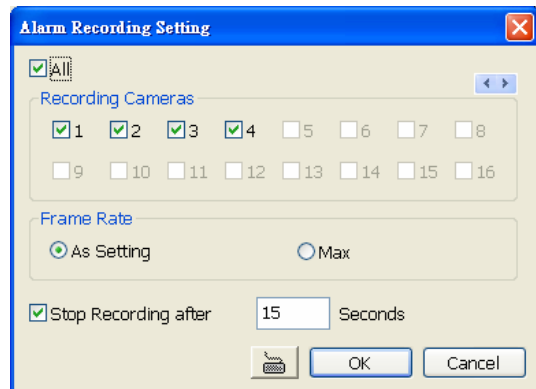 Alarm Recording Setting
All
Recording Cameras
1 2 3 4 5 6 7 8
9 10 11 12 13 14 15 16
Frame Rate
As Setting Max
Stop Recording after 15 Seconds
OK Cancel